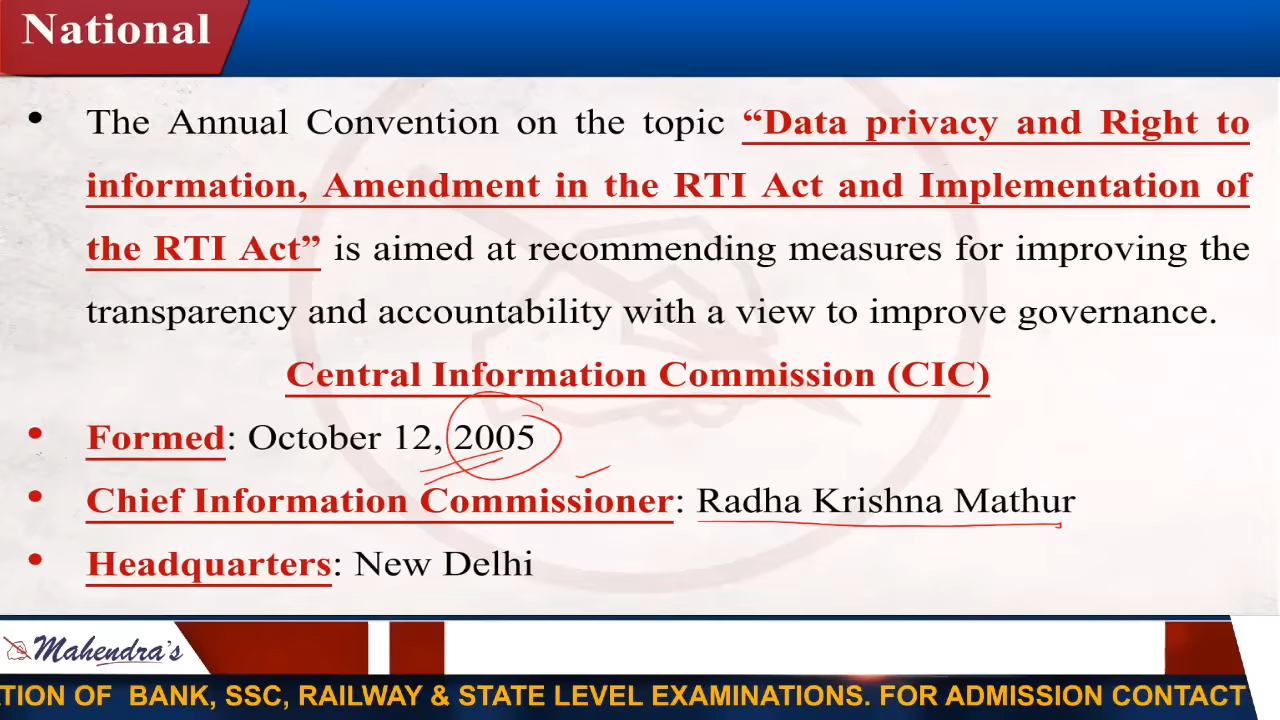 National
• The Annual Convention on the topic “Data privacy and Right to
information, Amendment in the RTI Act and Implementation of
the RTI Act” is aimed at recommending measures for improving the
transparency and accountability with a view to improve governance.
Central Information Commission (CIC)
• Formed: October 12, 2005
• Chief Information Commissioner: Radha Krishna Mathur
• Headquarters: New Delhi
Mahendra's
TION OF BANK, SSC, RAILWAY & STATE LEVEL EXAMINATIONS. FOR ADMISSION CONTACT